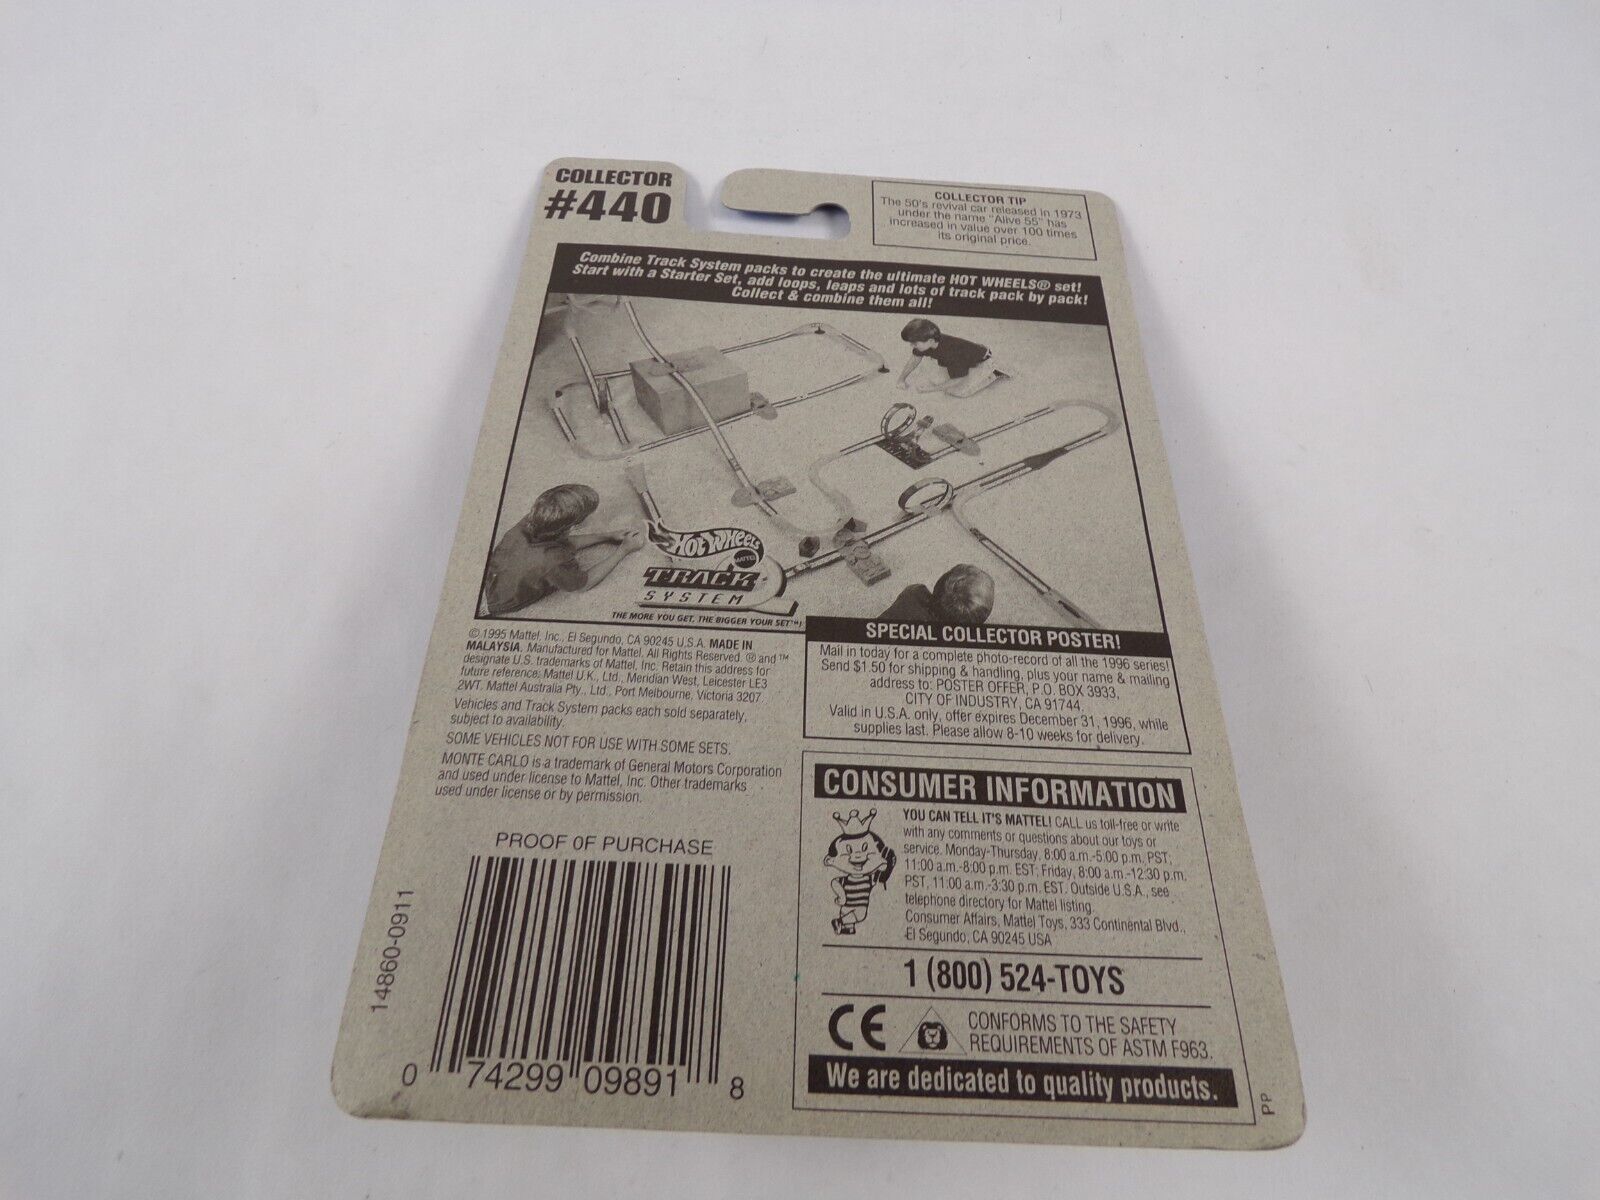 COLLECTOR
#440
COLLECTOR TIP
The 50's revival car released in 1973
under the name "Alive 55" has
increased in value over 100 times
its original price.
Combine Track System packs to create the ultimate HOT WHEELS® set!
Start with a Starter Set, add loops, leaps and lots of track pack by pack!
Collect & combine them all!
HOT WHEELS
MATTEL
TRACK
SYSTEM
THE MORE YOU GET, THE BIGGER YOUR SET™!
© 1995 Mattel, Inc., El Segundo, CA 90245 U.S.A. MADE IN
MALAYSIA. Manufactured for Mattel. All Rights Reserved. ® and ™
designate U.S. trademarks of Mattel, Inc. Retain this address for
future reference: Mattel U.K., Ltd., Meridian West, Leicester LE3
2WT. Mattel Australia Pty., Ltd., Port Melbourne, Victoria 3207.
Vehicles and Track System packs each sold separately,
subject to availability.
SOME VEHICLES NOT FOR USE WITH SOME SETS.
MONTE CARLO is a trademark of General Motors Corporation
and used under license to Mattel, Inc. Other trademarks
used under license or by permission.
SPECIAL COLLECTOR POSTER!
Mail in today for a complete photo-record of all the 1996 series!
Send $1.50 for shipping & handling, plus your name & mailing
address to: POSTER OFFER, P.O. BOX 3933,
CITY OF INDUSTRY, CA 91744.
Valid in U.S.A. only, offer expires December 31, 1996, while
supplies last. Please allow 8-10 weeks for delivery.
CONSUMER INFORMATION
YOU CAN TELL IT'S MATTEL! CALL us toll-free or write
with any comments or questions about our toys or
service. Monday-Thursday, 8:00 a.m.-5:00 p.m. PST;
11:00 a.m.-8:00 p.m. EST; Friday, 8:00 a.m.-12:30 p.m.
PST, 11:00 a.m.-3:30 p.m. EST. Outside U.S.A., see
telephone directory for Mattel listing.
Consumer Affairs, Mattel Toys, 333 Continental Blvd.,
El Segundo, CA 90245 USA
1 (800) 524-TOYS
CE
CONFORMS TO THE SAFETY
REQUIREMENTS OF ASTM F963.
We are dedicated to quality products.
PP
PROOF OF PURCHASE
14860-0911
0 74299 09891 8